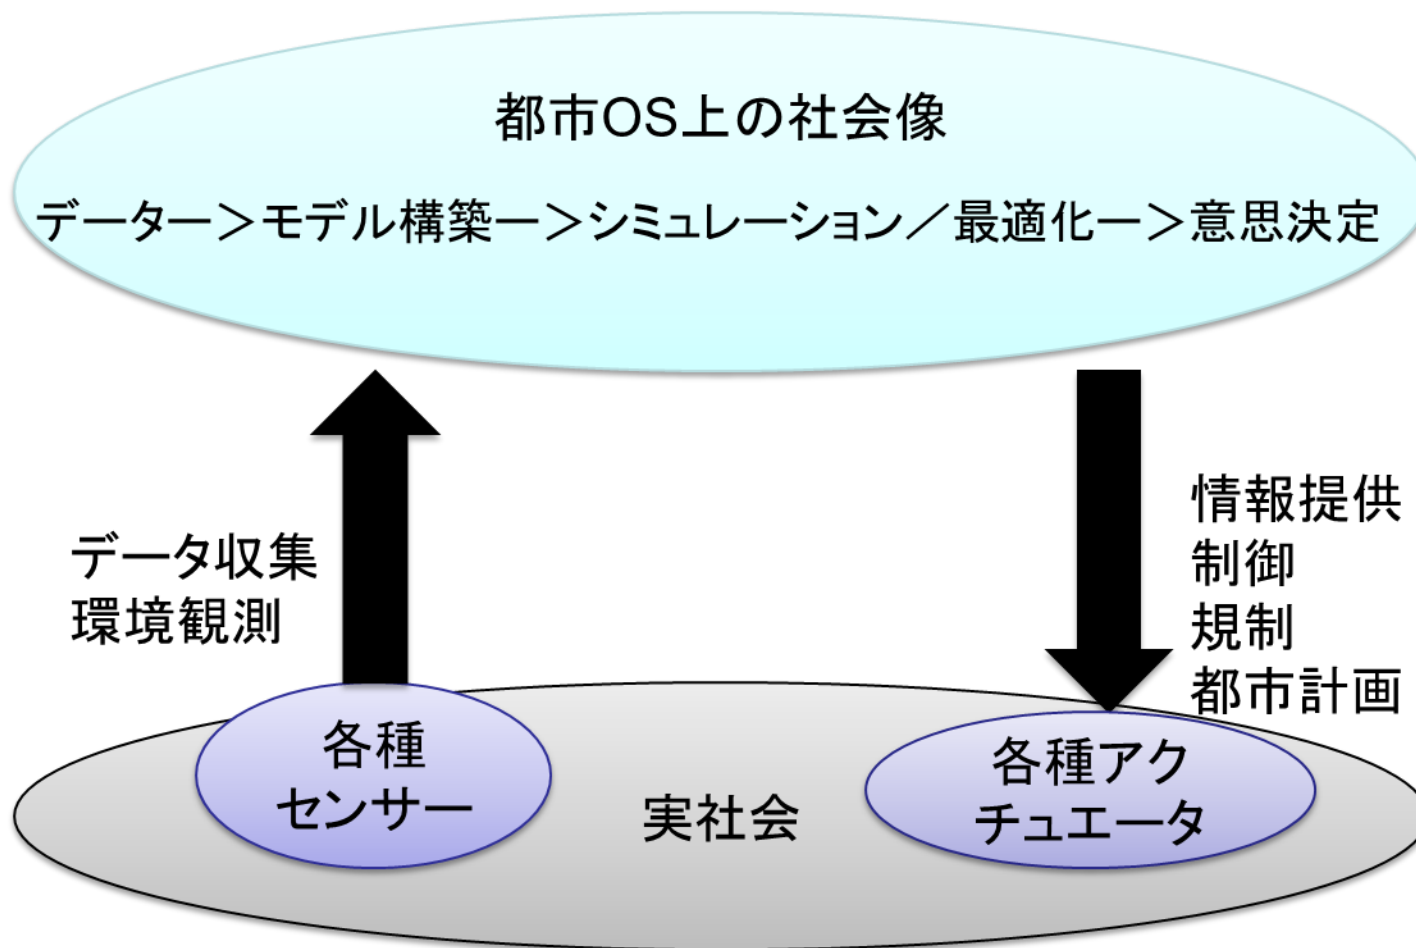 都市OS上の社会像
データー＞モデル構築ー＞シミュレーション／最適化ー＞意思決定
データ収集
環境観測
情報提供
制御
規制
都市計画
各種
センサー
実社会
各種アク
チュエータ